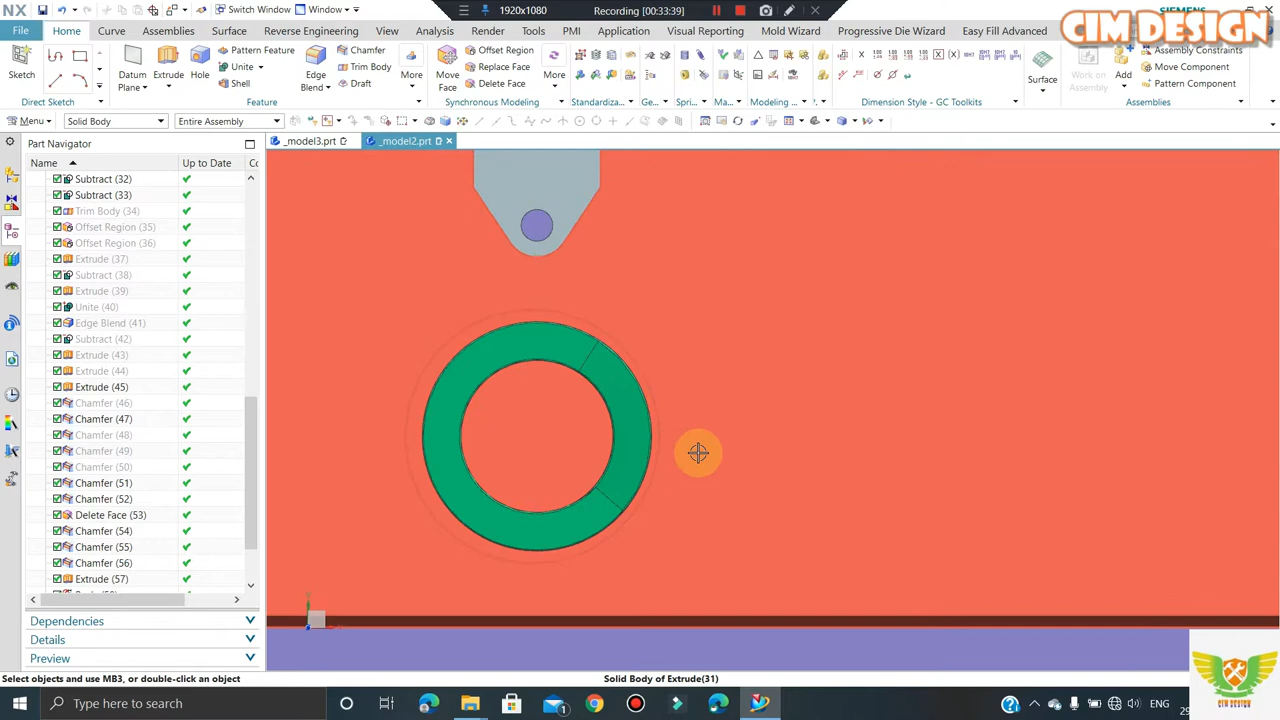 NX
Switch Window
Window
1920x1080
Recording [00:33:39]
SIEMENS
CIM DESIGN
File
Home
Curve
Assemblies
Surface
Reverse Engineering
View
Analysis
Render
Tools
PMI
Application
Visual Reporting
Mold Wizard
Progressive Die Wizard
Easy Fill Advanced
Sketch
Direct Sketch
Datum Plane
Extrude
Hole
Pattern Feature
Unite
Shell
Edge Blend
Chamfer
Trim Body
Draft
More
Feature
Move Face
Offset Region
Replace Face
Delete Face
More
Synchronous Modeling
Standardiza...
Ge...
Spri...
Ma...
Modeling ...
Dimension Style - GC Toolkits
Surface
Work on Assembly
Add
Assembly Constraints
Move Component
Pattern Component
Assemblies
Menu
Solid Body
Entire Assembly
Part Navigator
_model3.prt
_model2.prt
Name
Up to Date
Cc
Subtract (32)
Subtract (33)
Trim Body (34)
Offset Region (35)
Offset Region (36)
Extrude (37)
Subtract (38)
Extrude (39)
Unite (40)
Edge Blend (41)
Subtract (42)
Extrude (43)
Extrude (44)
Extrude (45)
Chamfer (46)
Chamfer (47)
Chamfer (48)
Chamfer (49)
Chamfer (50)
Chamfer (51)
Chamfer (52)
Delete Face (53)
Chamfer (54)
Chamfer (55)
Chamfer (56)
Extrude (57)
Dependencies
Details
Preview
Select objects and use MB3, or double-click an object
Solid Body of Extrude(31)
CIM DESIGN
Type here to search
ENG